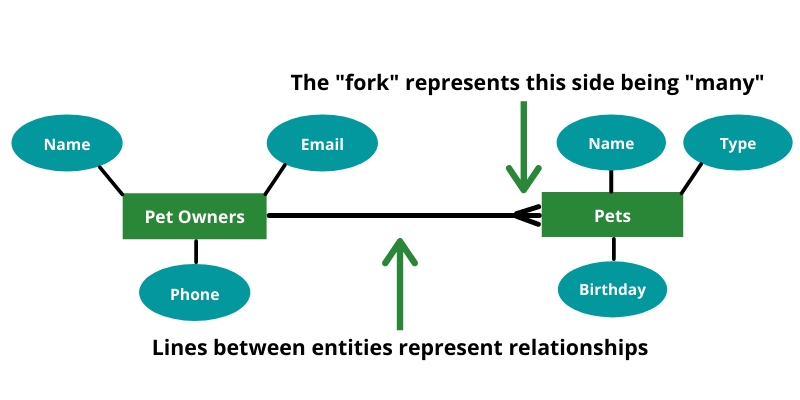 The "fork" represents this side being "many"
Name
Email
Name
Type
Pet Owners
Pets
Phone
Birthday
Lines between entities represent relationships